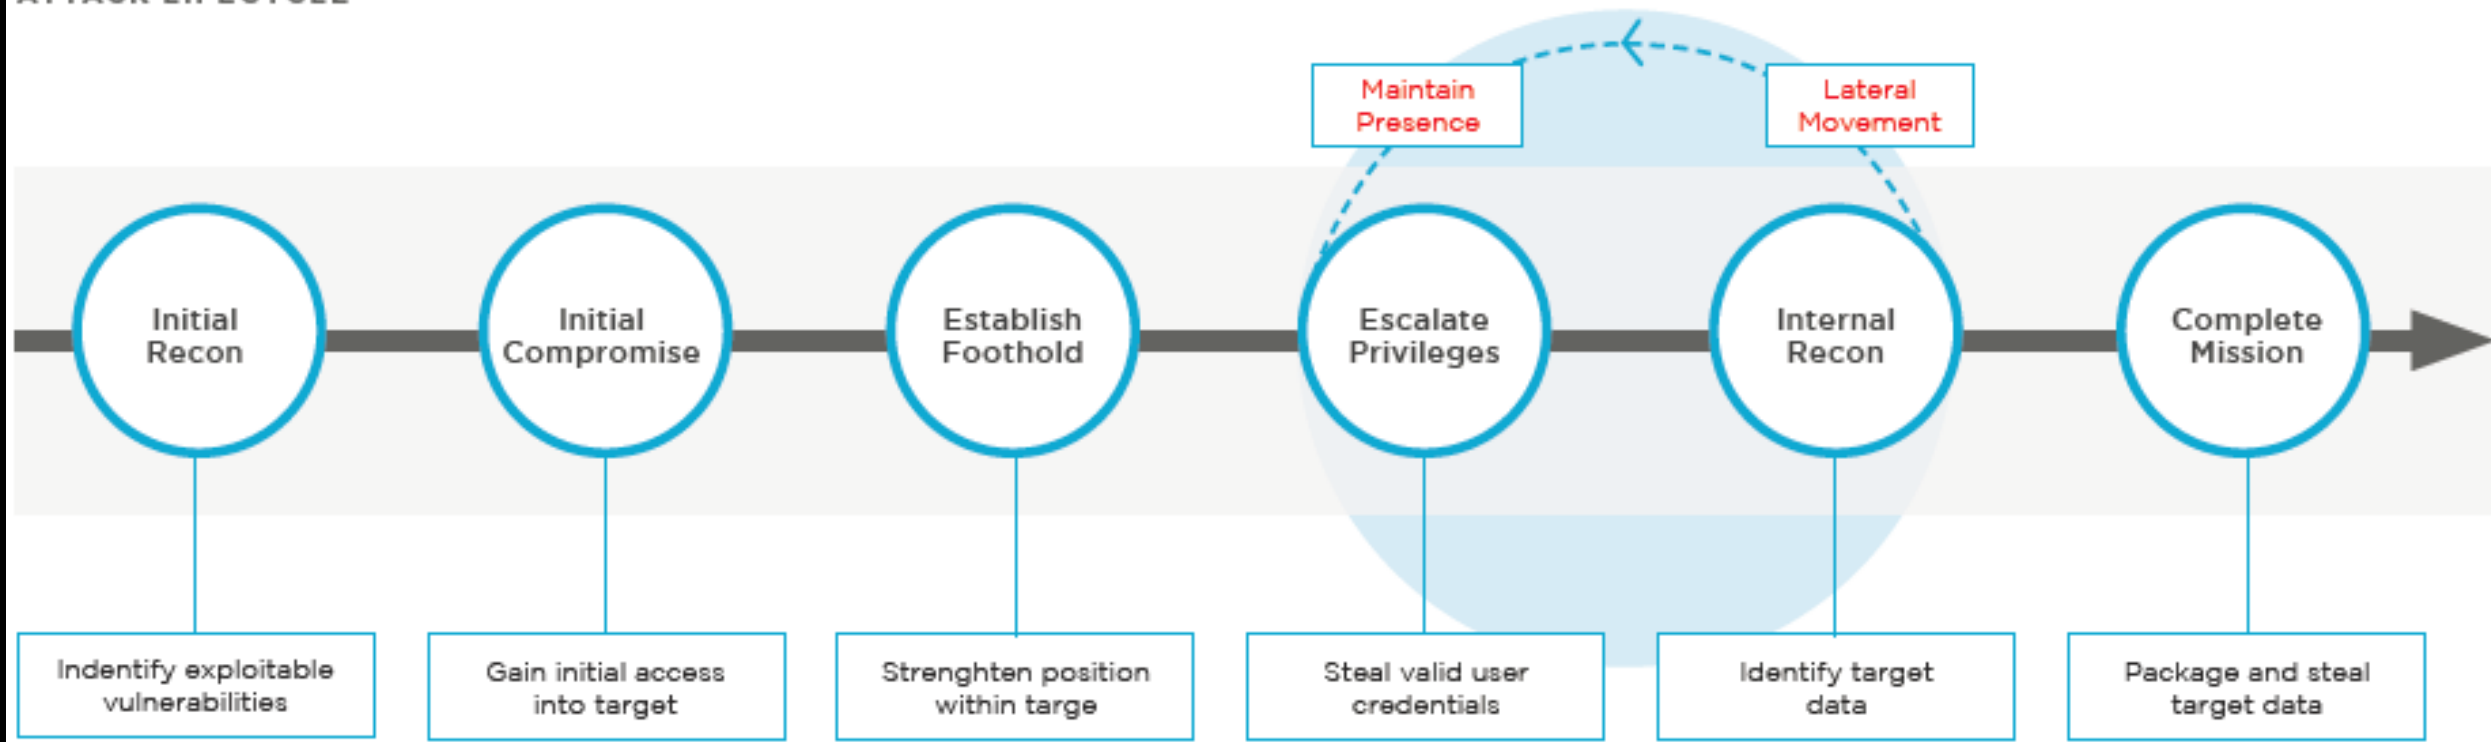 ATTACK LIFECYCLE
Maintain
Presence
Lateral
Movement
Initial
Recon
Initial
Compromise
Establish
Foothold
Escalate
Privileges
Internal
Recon
Complete
Mission
Indentify exploitable
vulnerabilities
Gain initial access
into target
Strenghten position
within targe
Steal valid user
credentials
Identify target
data
Package and steal
target data